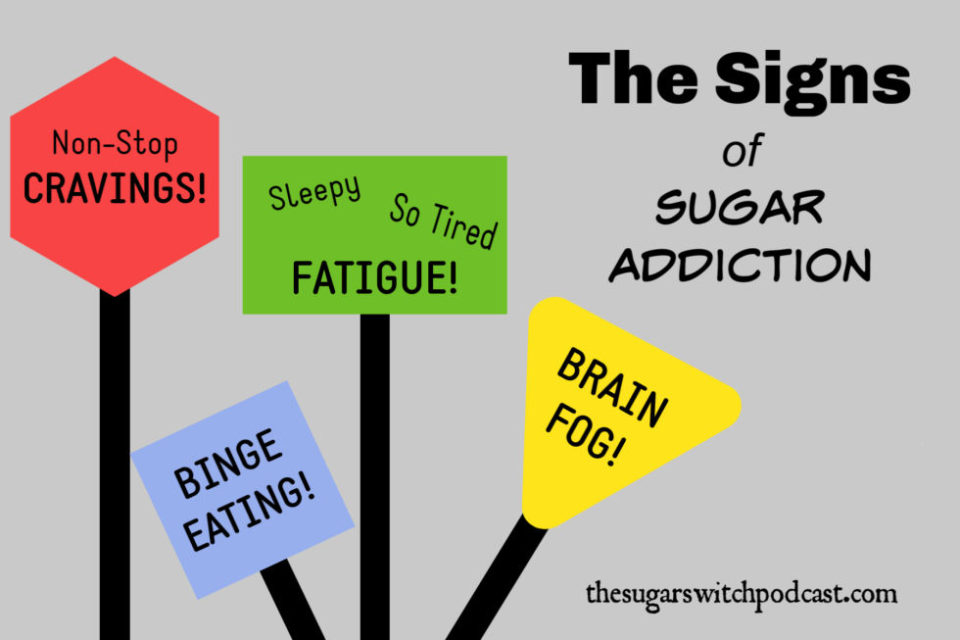 The Signs
of
SUGAR
ADDICTION
Non-Stop
CRAVINGS!
Sleepy
So Tired
FATIGUE!
BINGE
EATING!
BRAIN
FOG!
thesugarswitchpodcast.com